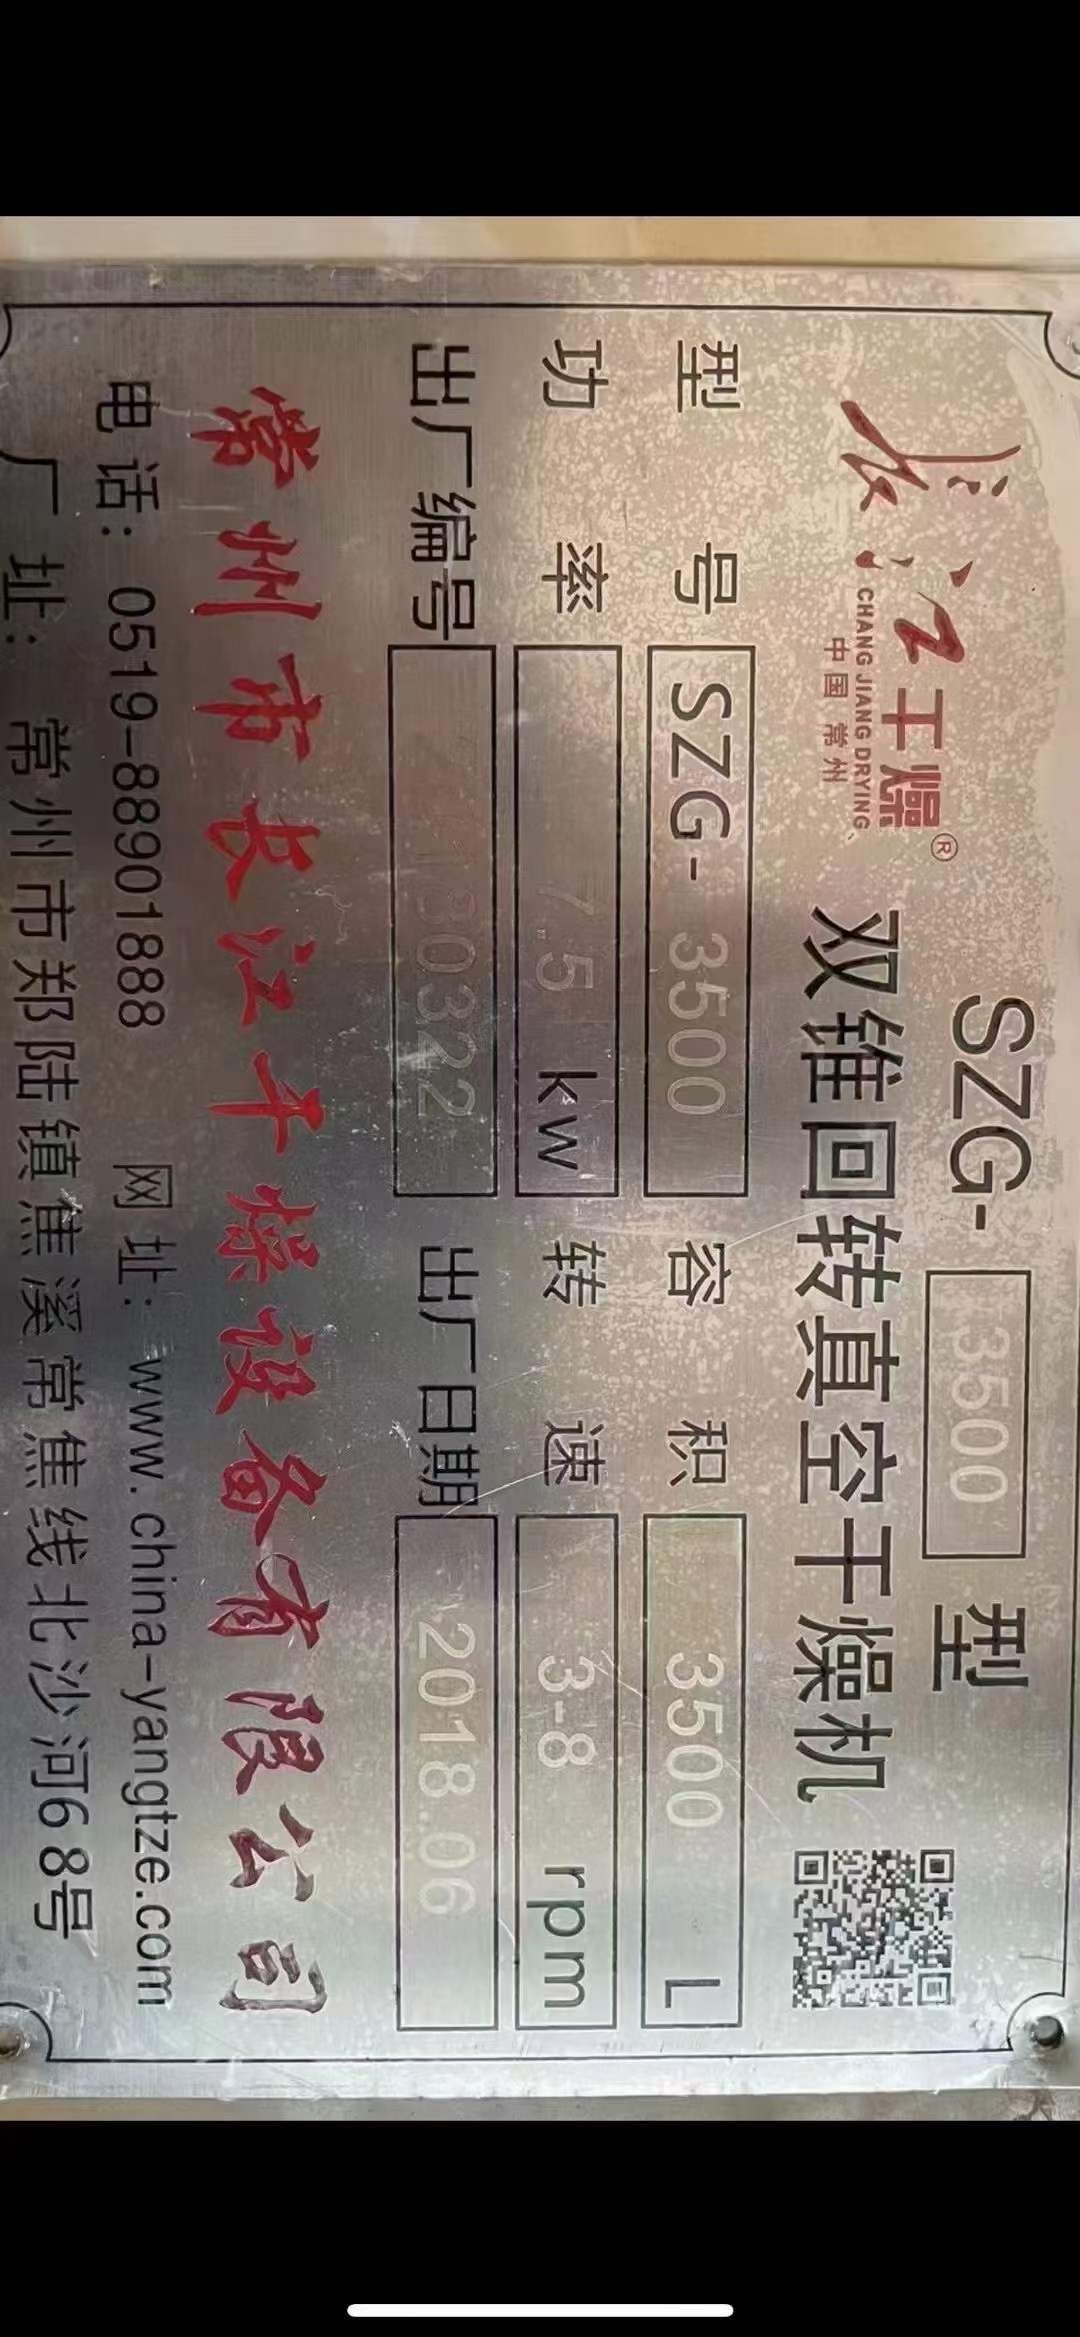 长江干燥®
CHANG JIANG DRYING
中国 常州
SZG-3500型
双锥回转真空干燥机
型号 SZG-3500 容积 3500 L
功率 7.5 kw 转速 3-8 rpm
出厂编号 出厂日期 2018.06
常州市长江干燥设备有限公司
电话: 0519-88901888 网址: www.china-yangtze.com
厂址: 常州市郑陆镇焦溪常焦线北沙河68号